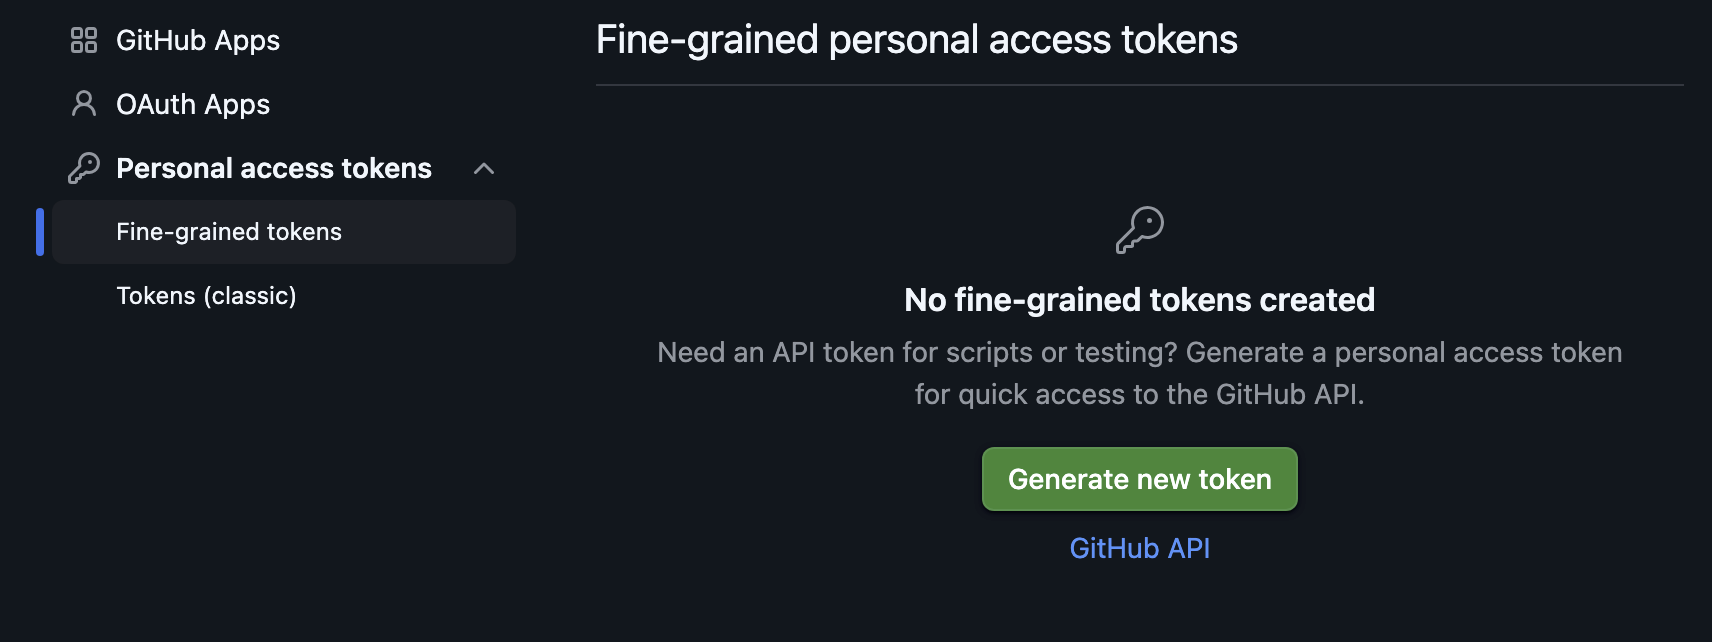 GitHub Apps
OAuth Apps
Personal access tokens
Fine-grained tokens
Tokens (classic)
Fine-grained personal access tokens
No fine-grained tokens created
Need an API token for scripts or testing? Generate a personal access token
for quick access to the GitHub API.
Generate new token
GitHub API